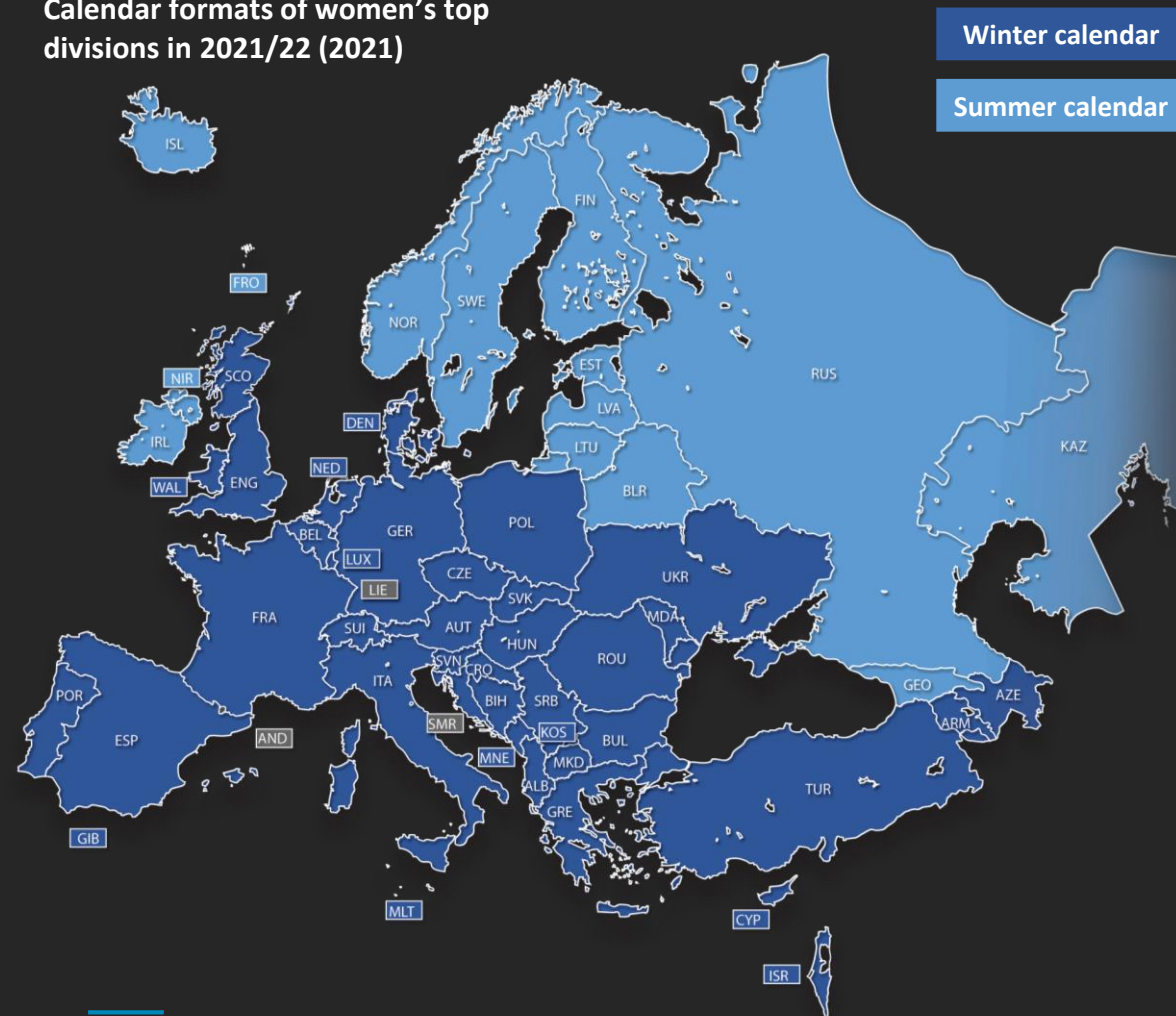 Calendar formats of women's top
divisions in 2021/22 (2021)
Winter calendar
Summer calendar
ISL
FIN
FRO
SWE
NOR
EST
RUS
NIR
SCO
LVA
DEN
IRL
LTU
KAZ
NED
WAL
ENG
BLR
POL
GER
BEL
LUX
CZE
UKR
LIE
SVK
FRA
MDA
SUI
AUT
HUN
ROU
SVN
CRO
ITA
GEO
POR
BIH
SRB
AZE
SMR
ARM
KOS
ESP
AND
BUL
MNE
MKD
ALB
TUR
GRE
GIB
MLT
CYP
ISR